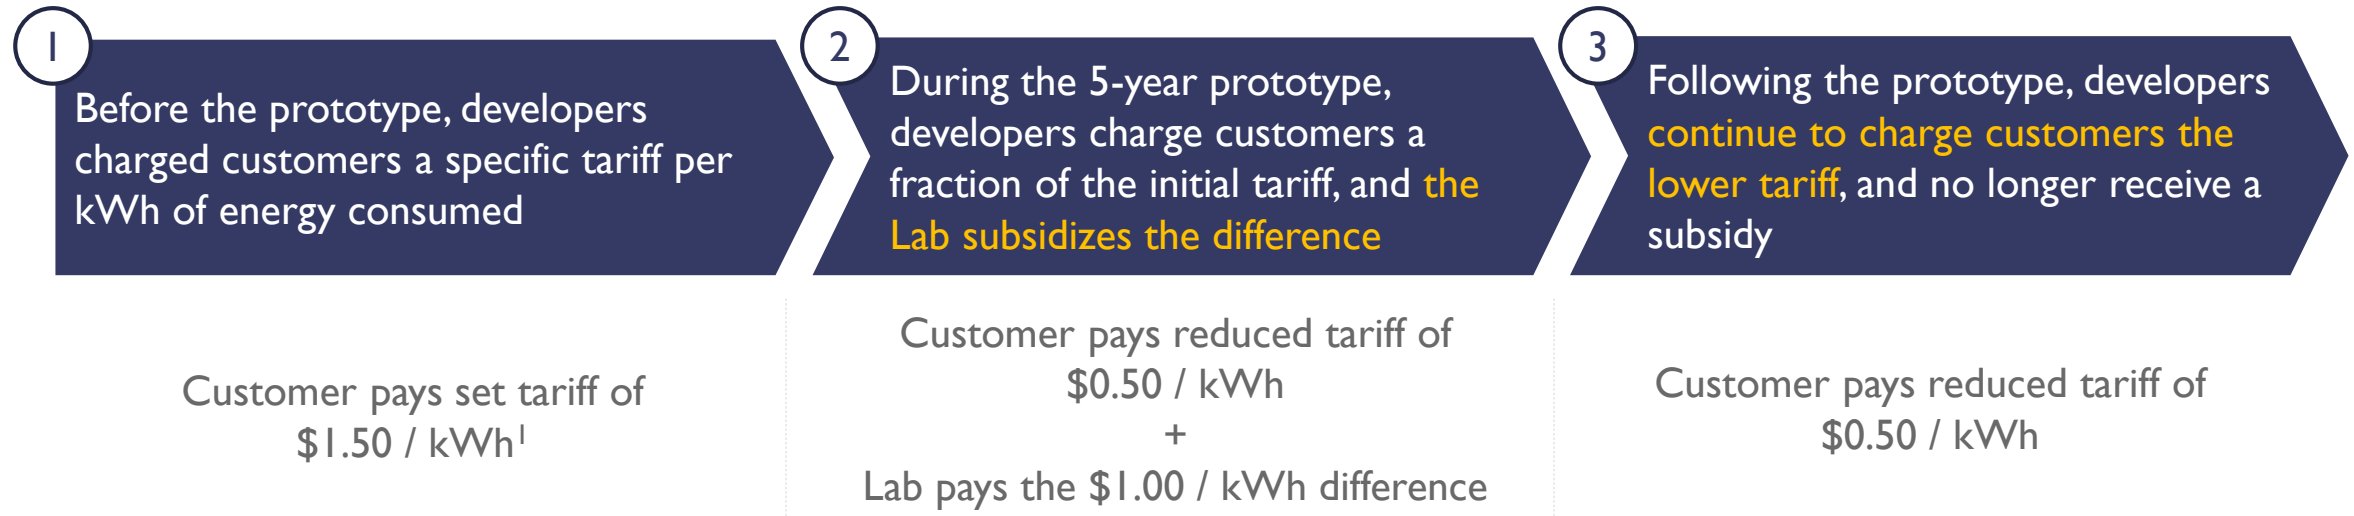 1
Before the prototype, developers
charged customers a specific tariff per
kWh of energy consumed
2
During the 5-year prototype,
developers charge customers a
fraction of the initial tariff, and the
Lab subsidizes the difference
3
Following the prototype, developers
continue to charge customers the
lower tariff, and no longer receive a
subsidy
Customer pays set tariff of
$1.50 / kWh¹
Customer pays reduced tariff of
$0.50 / kWh
+
Lab pays the $1.00 / kWh difference
Customer pays reduced tariff of
$0.50 / kWh